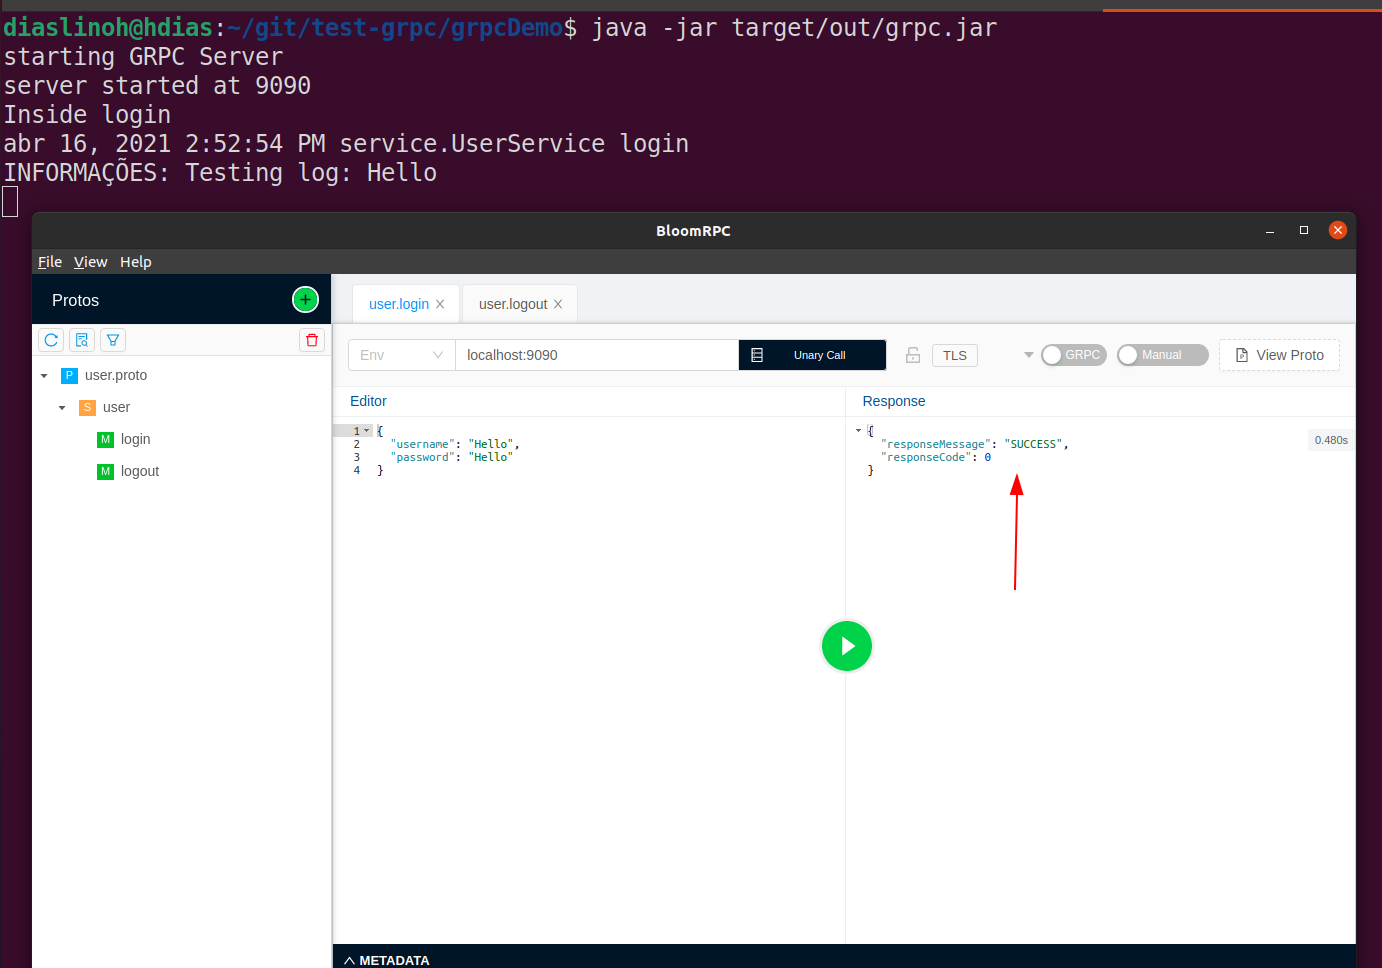 diaslinoh@hdias:~/git/test-grpc/grpcDemo$ java -jar target/out/grpc.jar
starting GRPC Server
server started at 9090
Inside login
abr 16, 2021 2:52:54 PM service.UserService login
INFORMAÇÕES: Testing log: Hello
BloomRPC
File View Help
Protos
user.login
user.logout
Env
localhost:9090
Unary Call
TLS
GRPC
Manual
View Proto
P user.proto
S user
M login
M logout
Editor
1 {
2 "username": "Hello",
3 "password": "Hello"
4 }
Response
{
"responseMessage": "SUCCESS",
"responseCode": 0
}
0.480s
METADATA